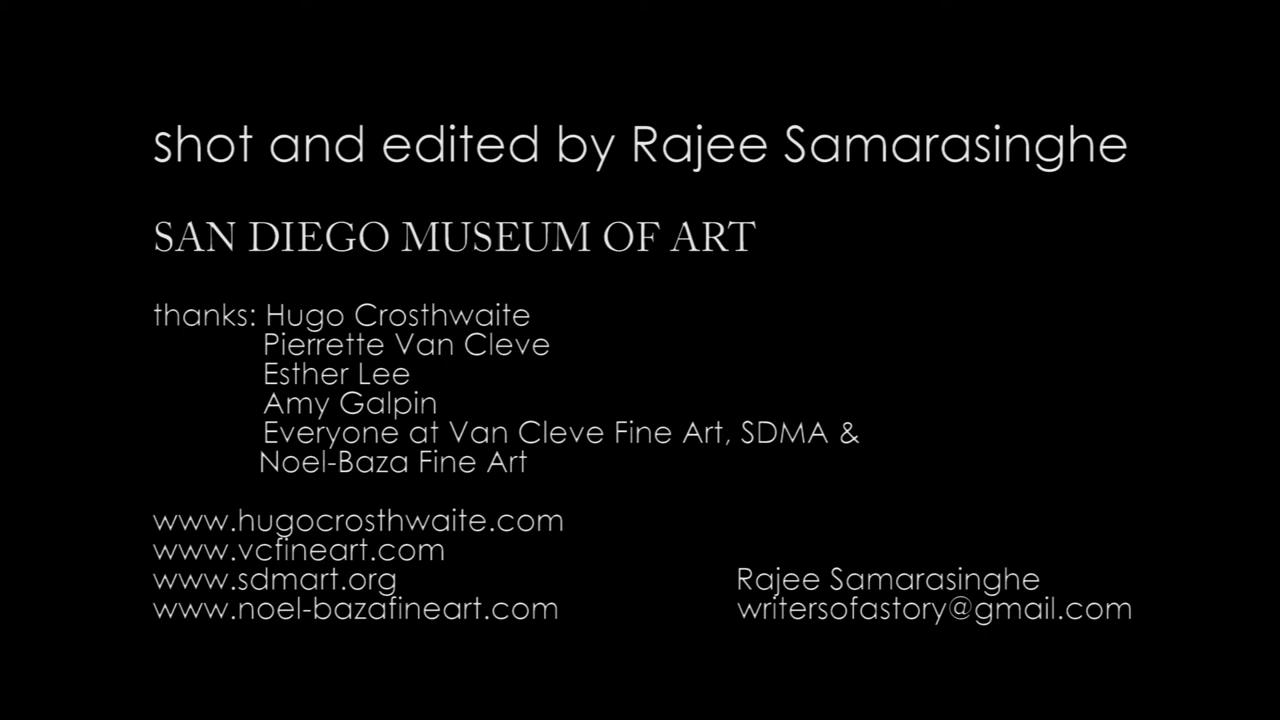 shot and edited by Rajee Samarasinghe
SAN DIEGO MUSEUM OF ART
thanks: Hugo Crosthwaite
Pierrette Van Cleve
Esther Lee
Amy Galpin
Everyone at Van Cleve Fine Art, SDMA &
Noel-Baza Fine Art
www.hugocrosthwaite.com
www.vcfineart.com
www.sdmart.org
www.noel-bazafineart.com
Rajee Samarasinghe
writersofastory@gmail.com